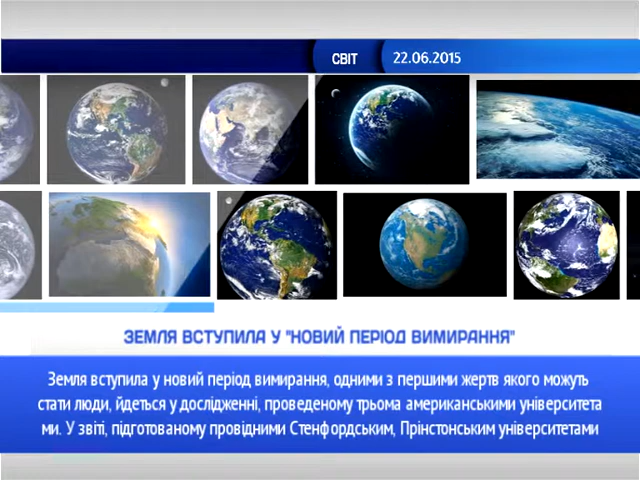 СВІТ
22.06.2015
ЗЕМЛЯ ВСТУПИЛА У "НОВИЙ ПЕРІОД ВИМИРАННЯ"
Земля вступила у новий період вимирання, одними з першими жертв якого можуть
стати люди, йдеться у дослідженні, проведеному трьома американськими університета
ми. У звіті, підготованому провідними Стенфордським, Прінстонським університетами